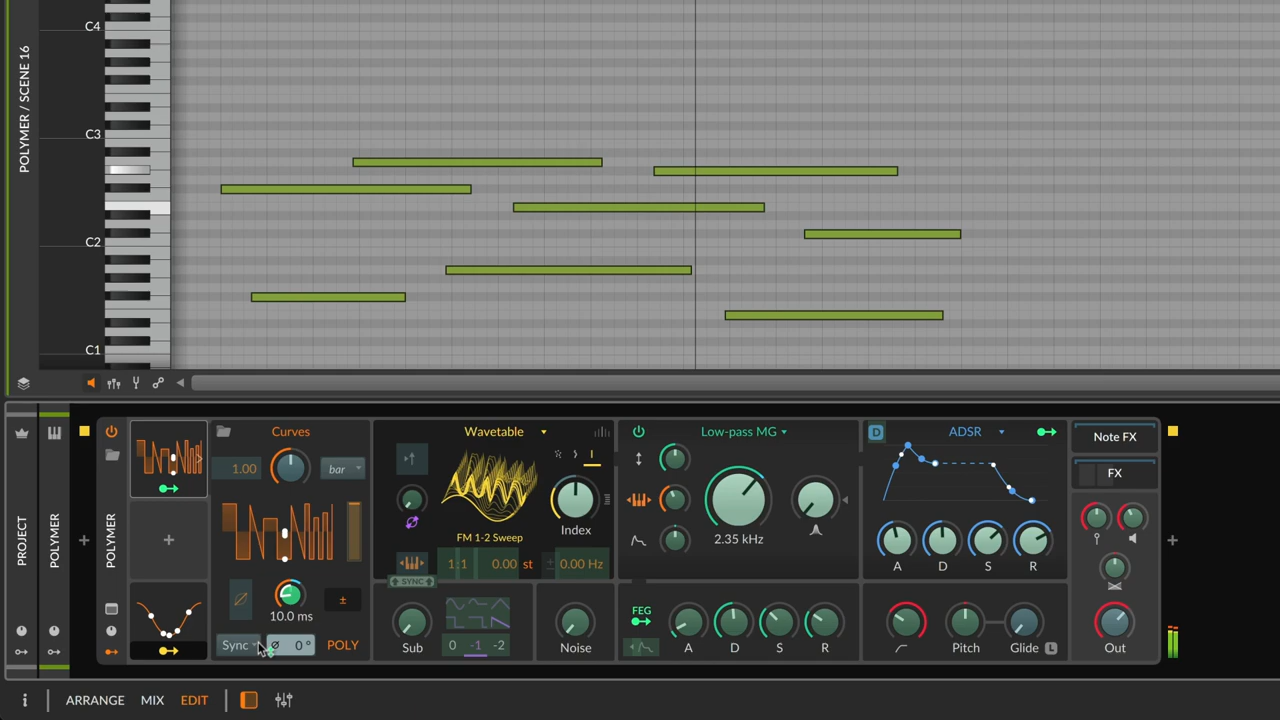 POLYMER / SCENE 16
C4
C3
C2
C1
PROJECT
POLYMER
POLYMER
Curves
1.00
bar
10.0 ms
±
Sync
ø 0 °
POLY
Wavetable
Index
FM 1-2 Sweep
1:1
0.00 st
± 0.00 Hz
SYNC
Sub
0 -1 -2
Noise
Low-pass MG
2.35 kHz
FEG
A D S R
D
ADSR
A D S R
Pitch
Glide
L
Note FX
FX
Out
i
ARRANGE MIX EDIT